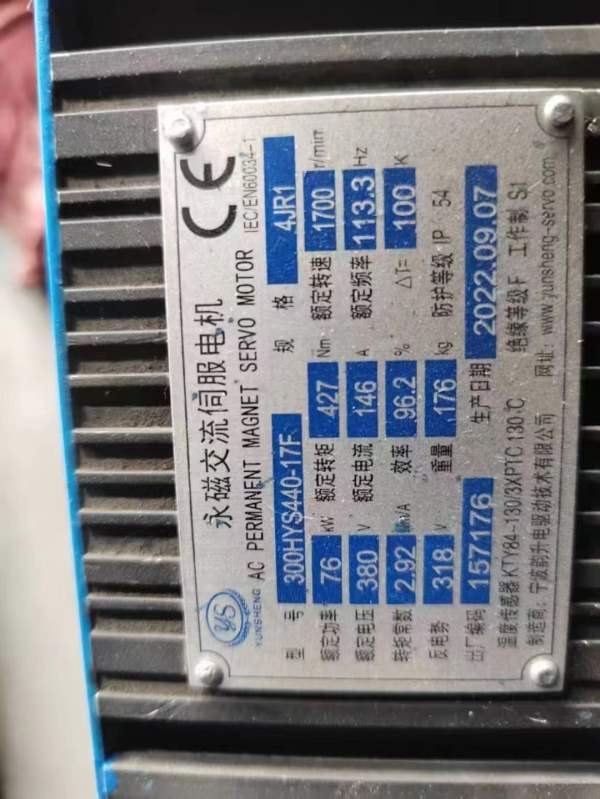 YS
YUNSHENG
永磁交流伺服电机
AC PERMANENT MAGNET SERVO MOTOR IEC/EN60034-1
CE
型号 300HYS440-17F 规格 4JR1
额定功率 76 kW 额定转矩 427 Nm 额定转速 1700 r/min
额定电压 380 V 额定电流 146 A 额定频率 113.3 Hz
转矩常数 2.92 Nm/A 效率 96.2 % ΔT= 100 K
反电势 318 V 重量 176 kg 防护等级 IP 54
出厂编码 157176 生产日期 2022.09.07
温度传感器 KTY84-130/3XPTC 130℃ 绝缘等级 F 工作制 S1
制造商：宁波韵升电驱动技术有限公司 网址：www.yunsheng-servo.com